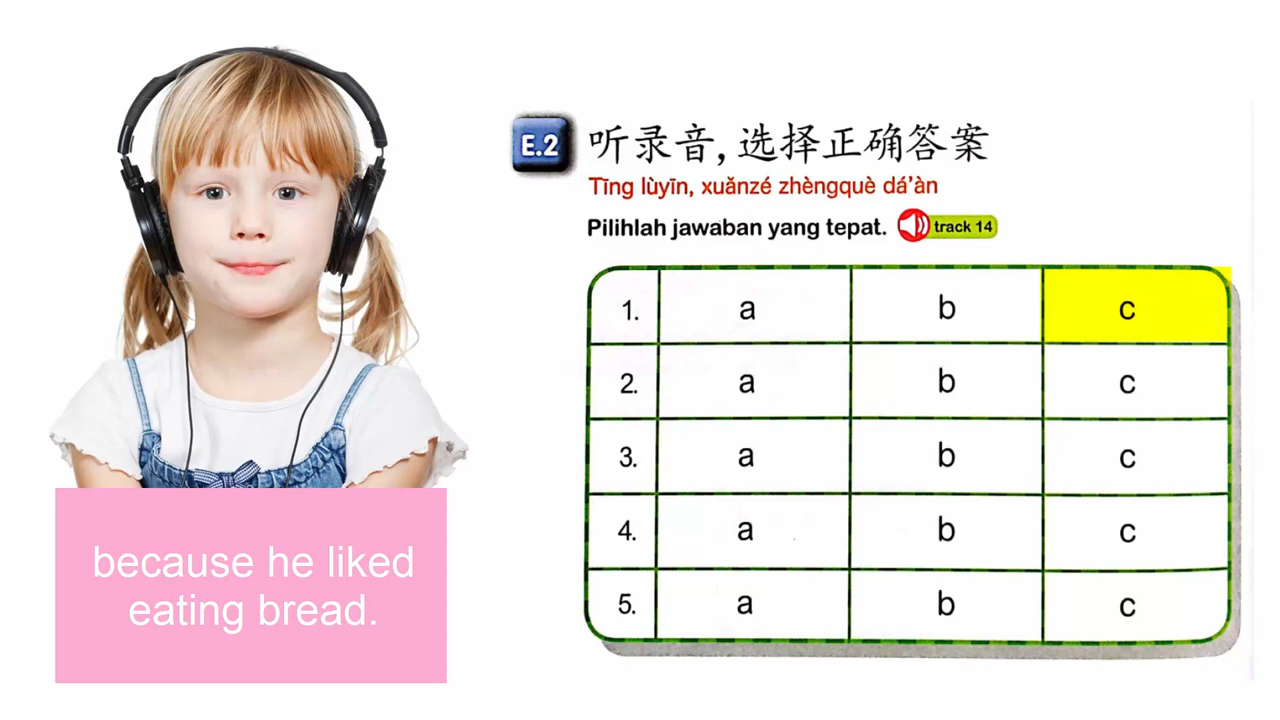 E.2 听录音,选择正确答案
Tīng lùyīn, xuǎnzé zhèngquè dá'àn
Pilihlah jawaban yang tepat. track 14
1. a b c
2. a b c
3. a b c
4. a b c
5. a b c
because he liked
eating bread.